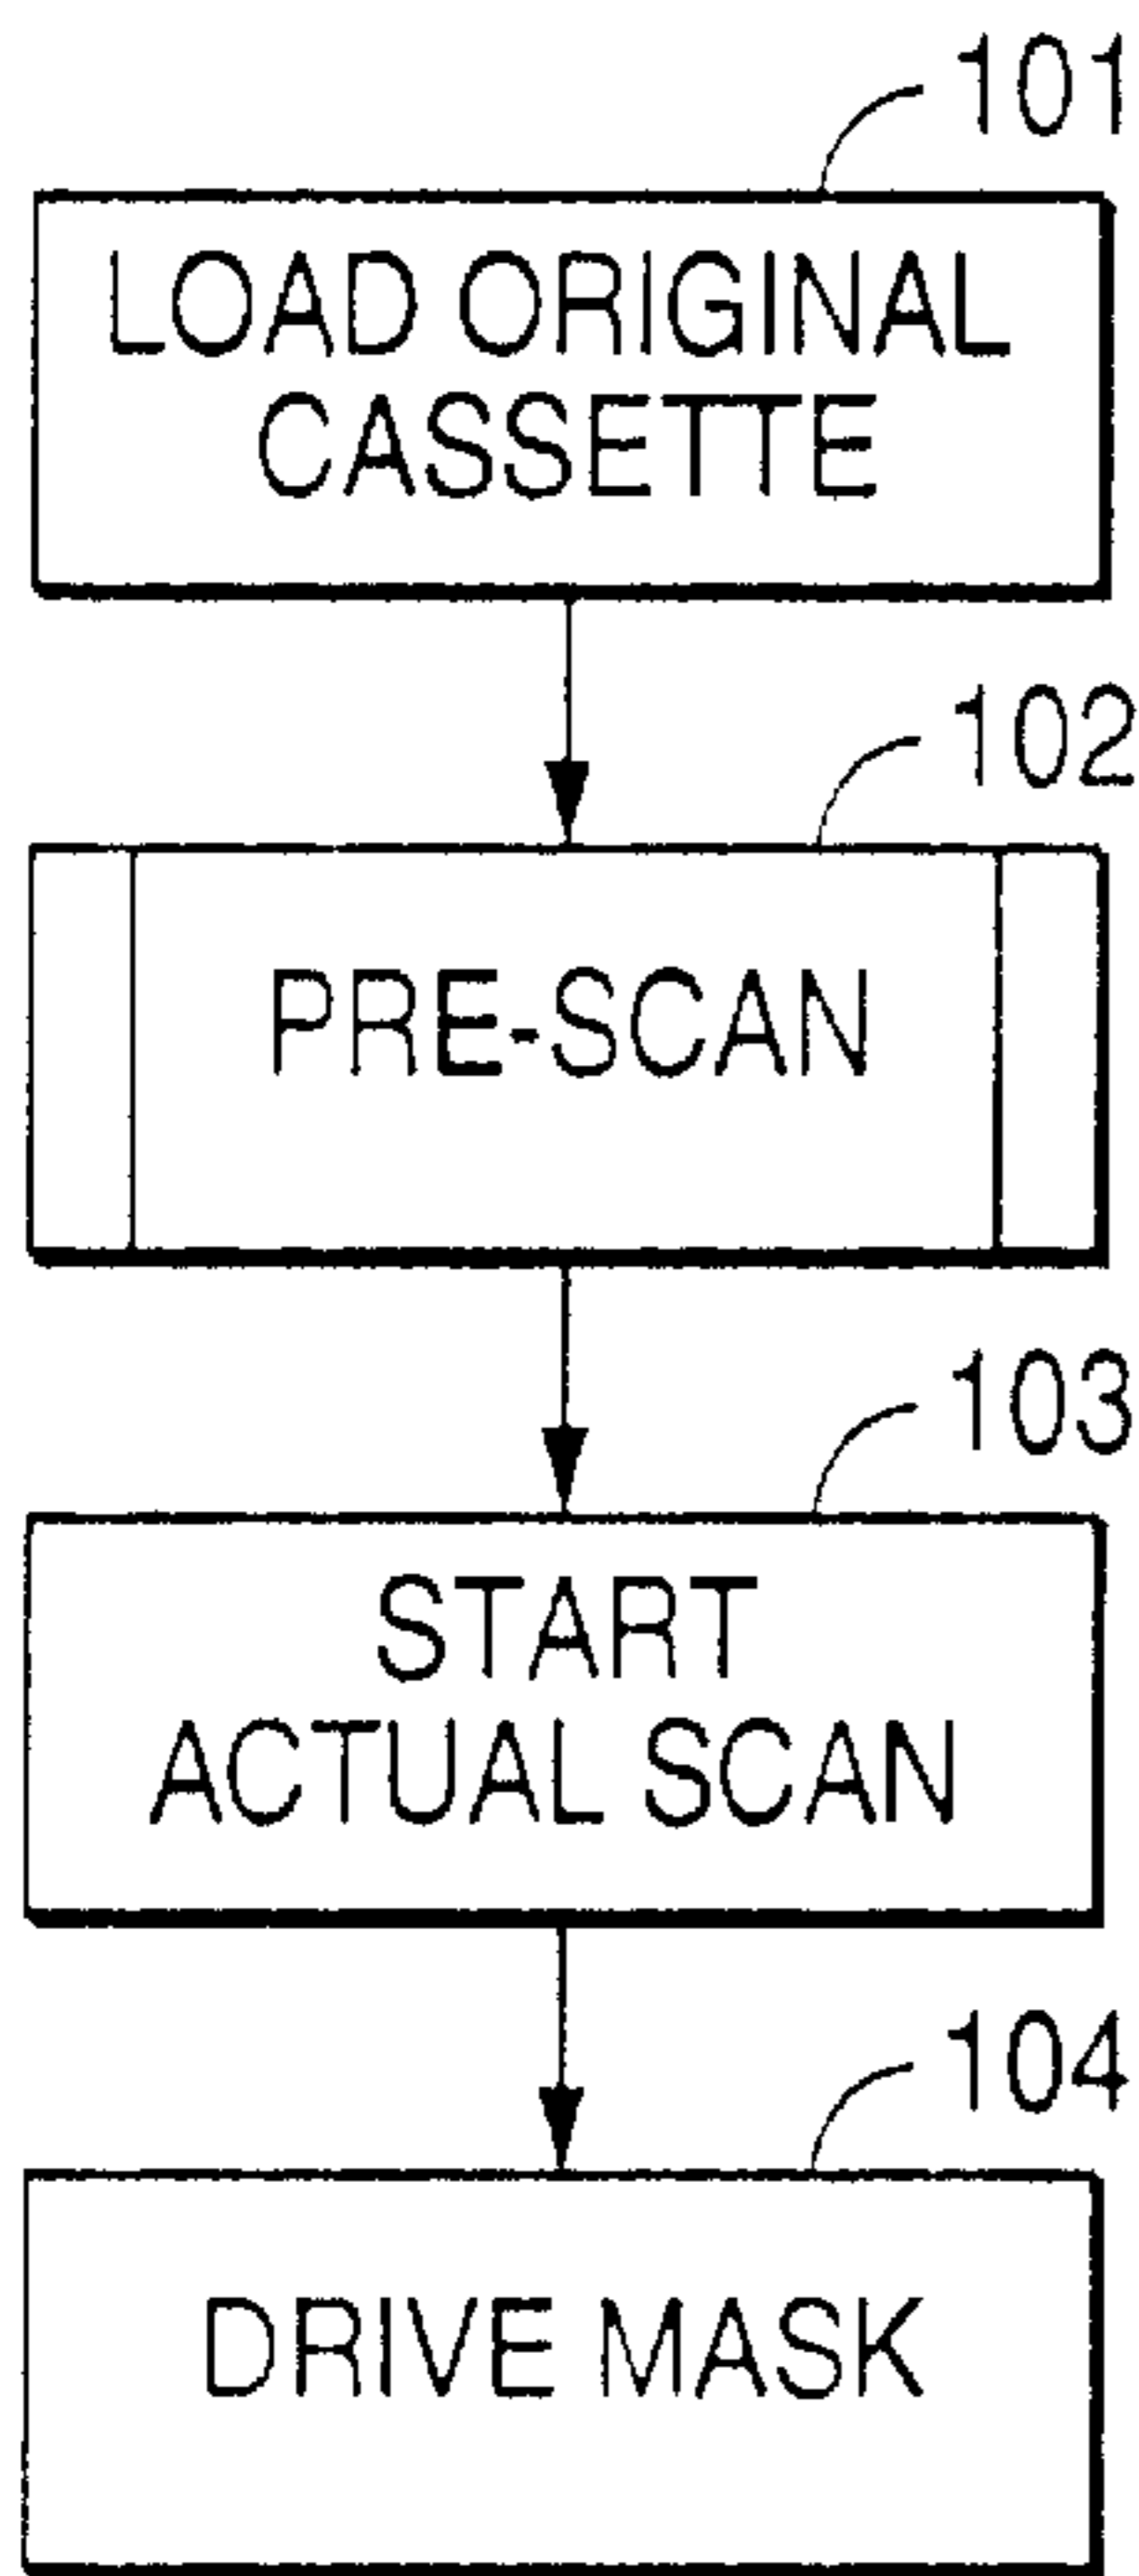 101
LOAD ORIGINAL
CASSETTE
102
PRE-SCAN
103
START
ACTUAL SCAN
104
DRIVE MASK